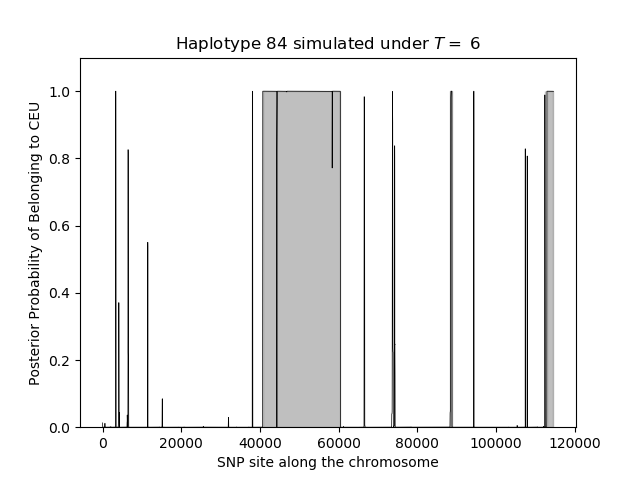 Haplotype 84 simulated under T = 6
Posterior Probability of Belonging to CEU
1.0
0.8
0.6
0.4
0.2
0.0
0 20000 40000 60000 80000 100000 120000
SNP site along the chromosome